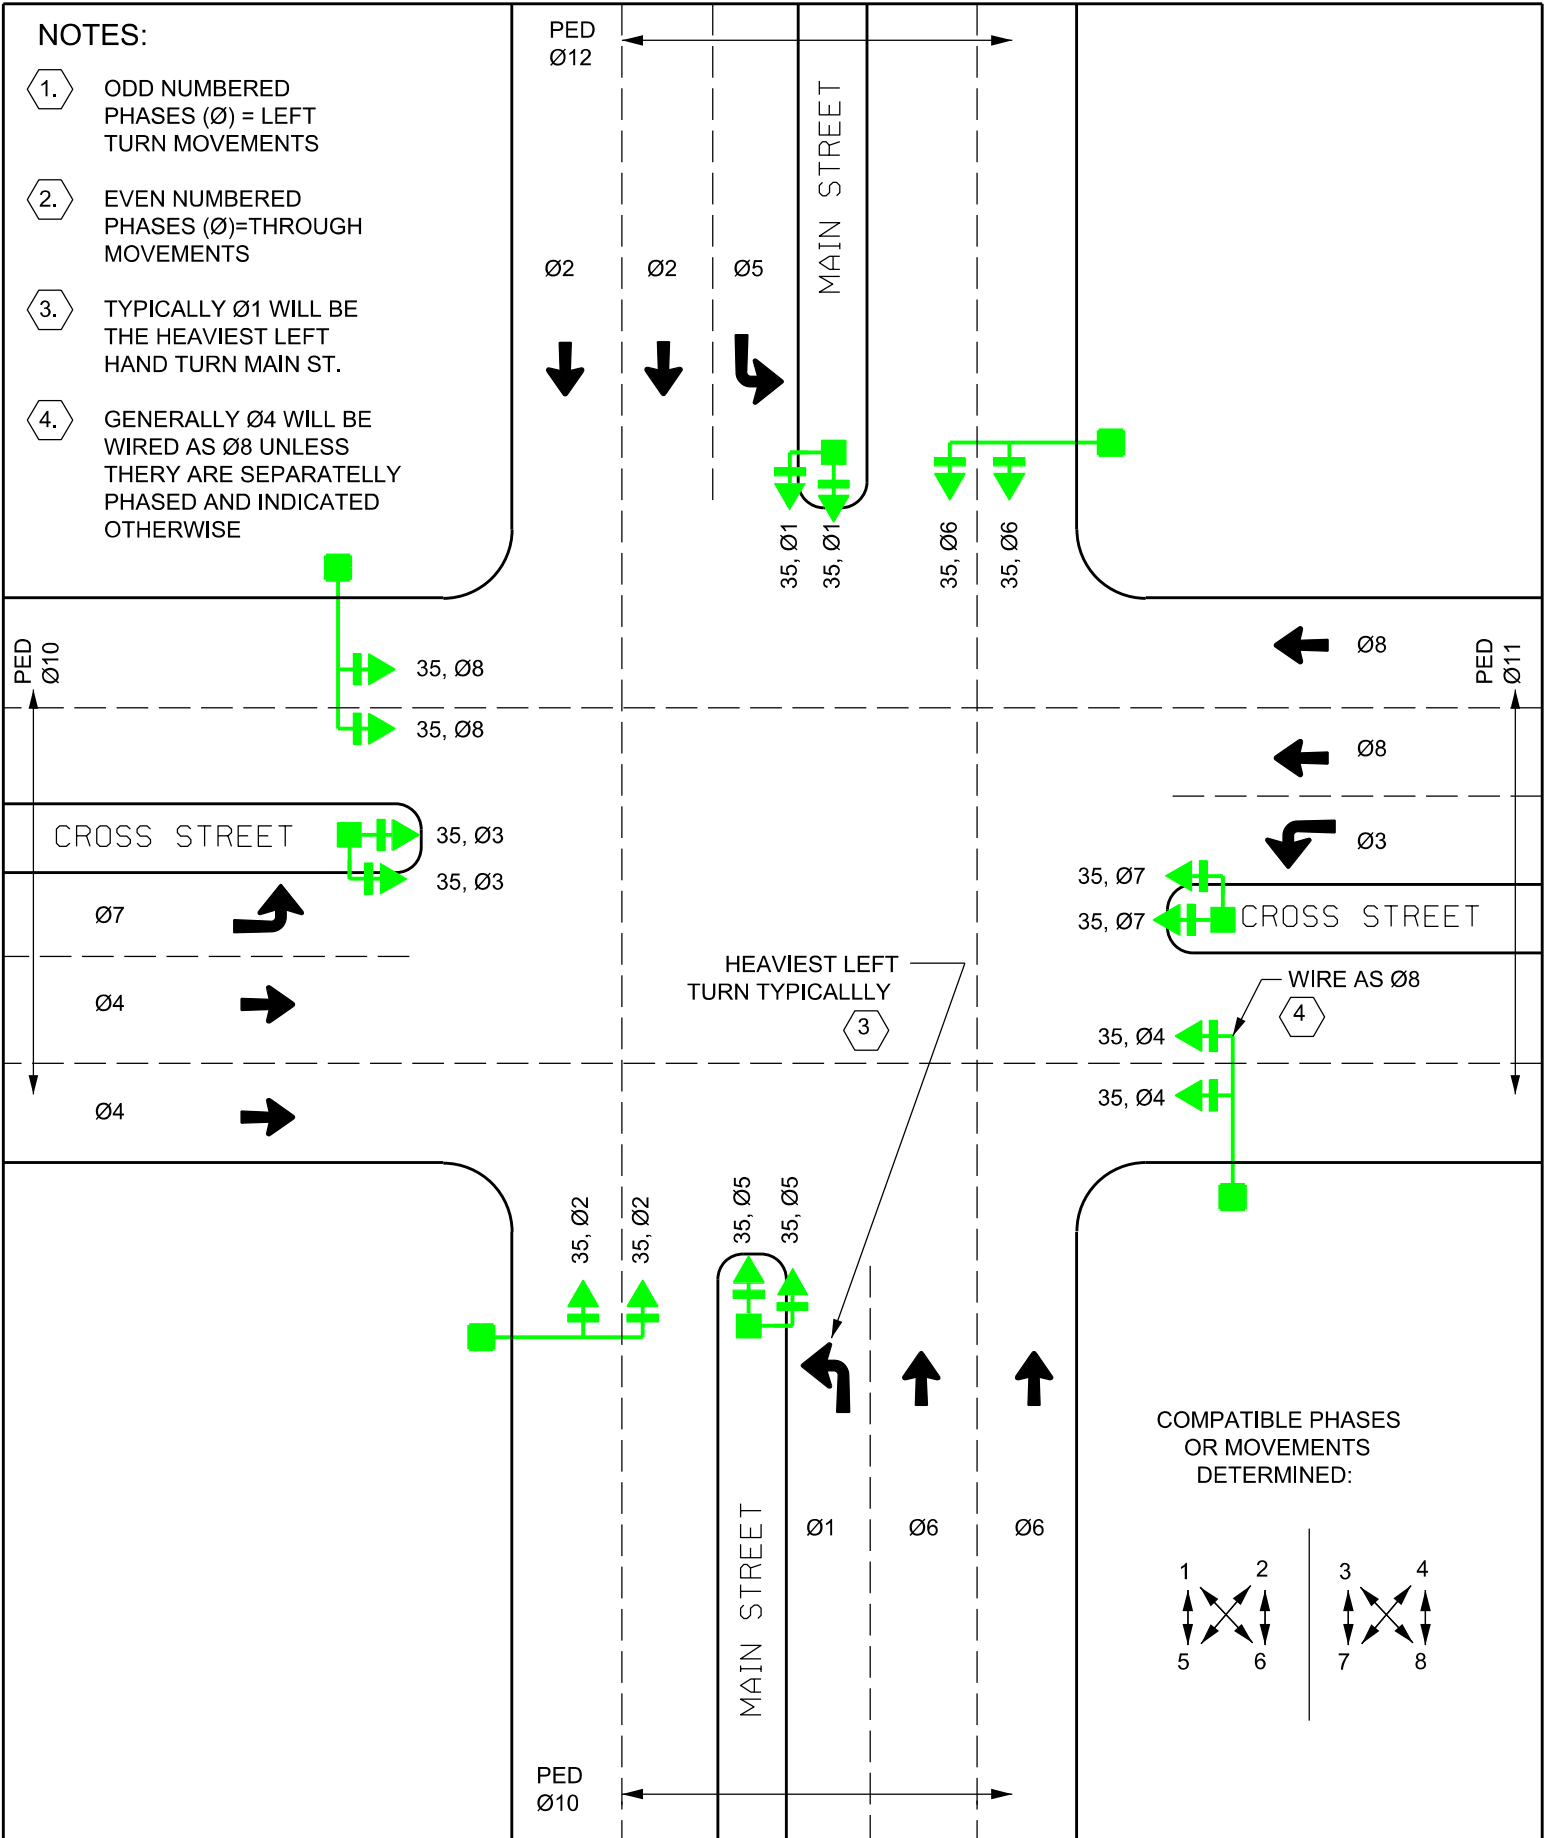 NOTES:
1. ODD NUMBERED
PHASES (Ø) = LEFT
TURN MOVEMENTS
2. EVEN NUMBERED
PHASES (Ø)=THROUGH
MOVEMENTS
3. TYPICALLY Ø1 WILL BE
THE HEAVIEST LEFT
HAND TURN MAIN ST.
4. GENERALLY Ø4 WILL BE
WIRED AS Ø8 UNLESS
THERY ARE SEPARATELLY
PHASED AND INDICATED
OTHERWISE
PED
Ø12
MAIN STREET
Ø2
Ø2
Ø5
35, Ø1
35, Ø1
35, Ø6
35, Ø6
PED
Ø10
35, Ø8
35, Ø8
Ø8
PED
Ø11
Ø8
CROSS STREET
35, Ø3
35, Ø3
Ø3
Ø7
35, Ø7
35, Ø7
CROSS STREET
Ø4
HEAVIEST LEFT
TURN TYPICALLLY
3
WIRE AS Ø8
4
35, Ø4
35, Ø4
Ø4
35, Ø2
35, Ø2
35, Ø5
35, Ø5
COMPATIBLE PHASES
OR MOVEMENTS
DETERMINED:
MAIN STREET
Ø1
Ø6
Ø6
1 2 3 4
5 6 7 8
PED
Ø10